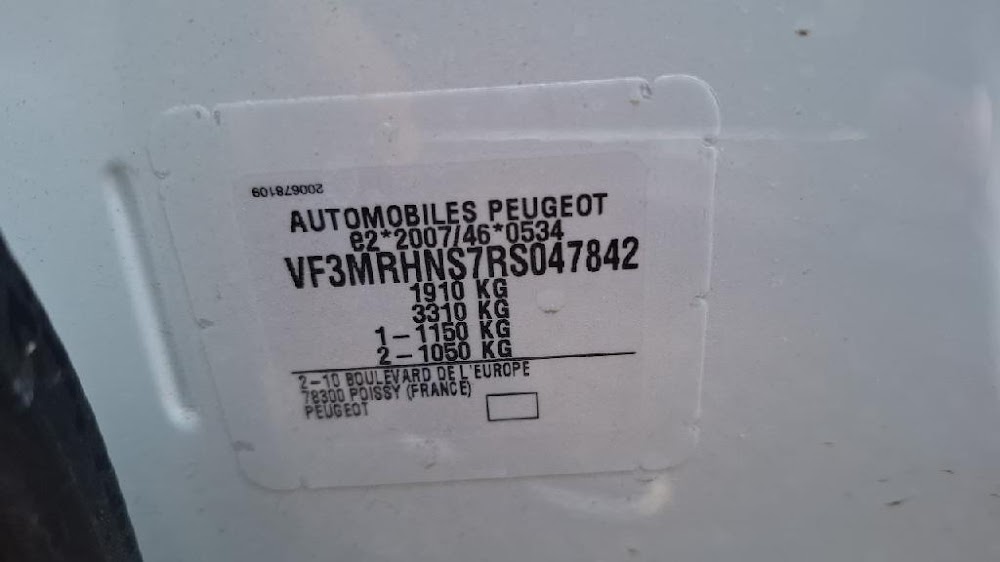 200678109
AUTOMOBILES PEUGEOT
e2*2007/46*0534
VF3MRHNS7RS047842
1910 KG
3310 KG
1-1150 KG
2-1050 KG
2-10 BOULEVARD DE L'EUROPE
78300 POISSY (FRANCE)
PEUGEOT